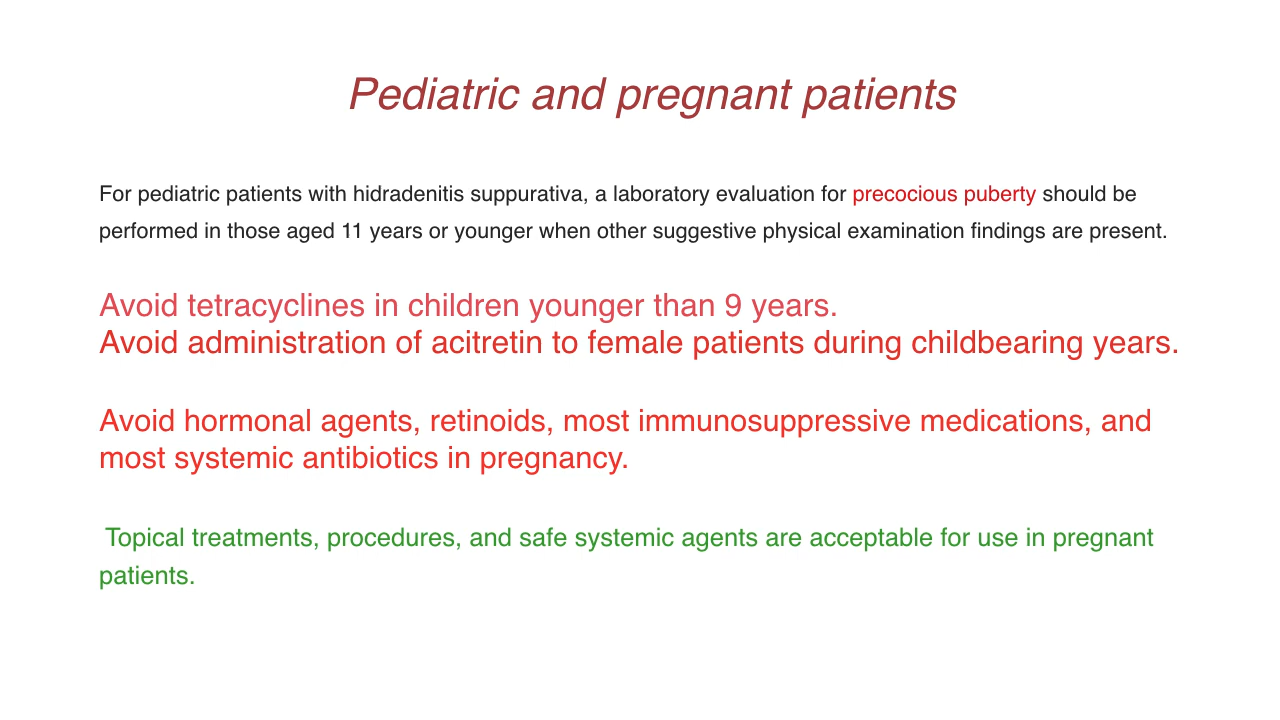 Pediatric and pregnant patients
For pediatric patients with hidradenitis suppurativa, a laboratory evaluation for precocious puberty should be
performed in those aged 11 years or younger when other suggestive physical examination findings are present.
Avoid tetracyclines in children younger than 9 years.
Avoid administration of acitretin to female patients during childbearing years.
Avoid hormonal agents, retinoids, most immunosuppressive medications, and
most systemic antibiotics in pregnancy.
Topical treatments, procedures, and safe systemic agents are acceptable for use in pregnant
patients.